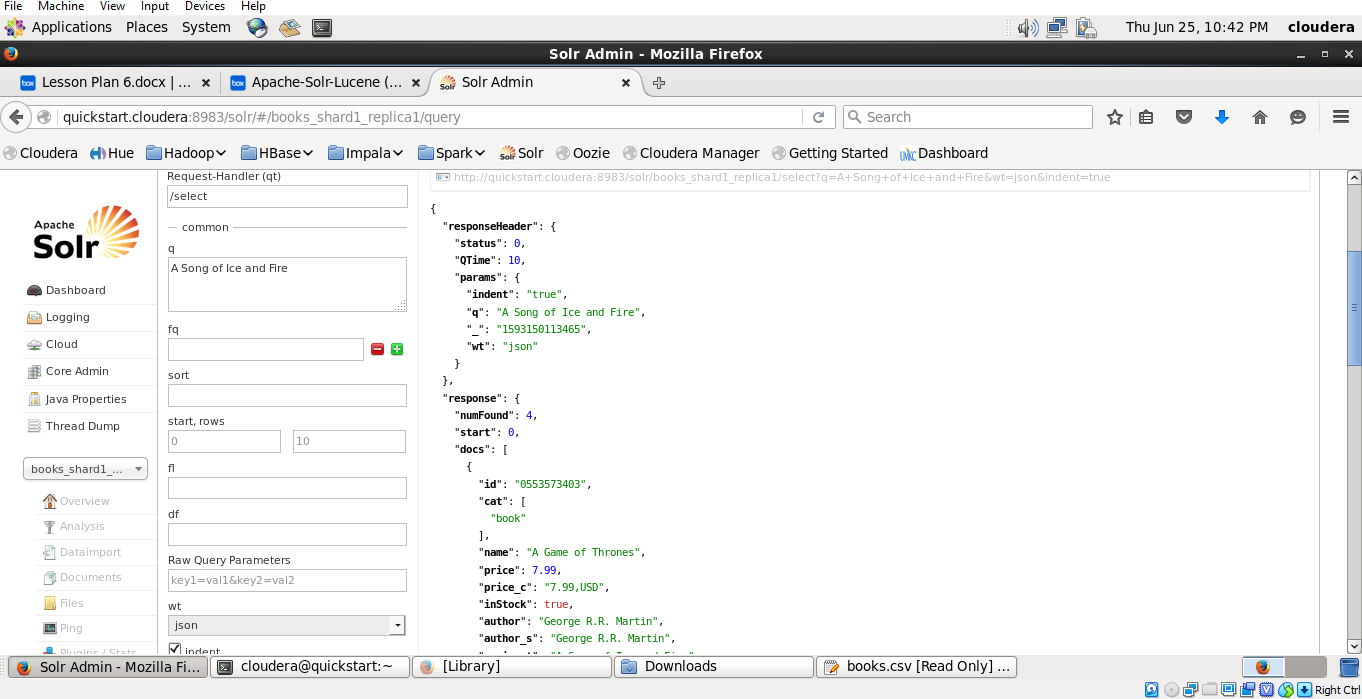 File Machine View Input Devices Help
Applications Places System Thu Jun 25, 10:42 PM cloudera
Solr Admin - Mozilla Firefox
box Lesson Plan 6.docx | ... × box Apache-Solr-Lucene (... × Solr Admin ×
quickstart.cloudera:8983/solr/#/books_shard1_replica1/query Search
Cloudera Hue Hadoop HBase Impala Spark Solr Oozie Cloudera Manager Getting Started UMKC Dashboard
Apache
Solr
Dashboard
Logging
Cloud
Core Admin
Java Properties
Thread Dump
books_shard1_...
Overview
Analysis
Dataimport
Documents
Files
Ping
Plugins / Stats
Request-Handler (qt)
/select
common
q
A Song of Ice and Fire
fq
sort
start, rows
0 10
fl
df
Raw Query Parameters
key1=val1&key2=val2
wt
json
indent
http://quickstart.cloudera:8983/solr/books_shard1_replica1/select?q=A+Song+of+Ice+and+Fire&wt=json&indent=true
{
"responseHeader": {
"status": 0,
"QTime": 10,
"params": {
"indent": "true",
"q": "A Song of Ice and Fire",
"_": "1593150113465",
"wt": "json"
}
},
"response": {
"numFound": 4,
"start": 0,
"docs": [
{
"id": "0553573403",
"cat": [
"book"
],
"name": "A Game of Thrones",
"price": 7.99,
"price_c": "7.99,USD",
"inStock": true,
"author": "George R.R. Martin",
"author_s": "George R.R. Martin",
Solr Admin - Mozilla Fi... cloudera@quickstart:~ [Library] Downloads books.csv [Read Only] ...
Right Ctrl